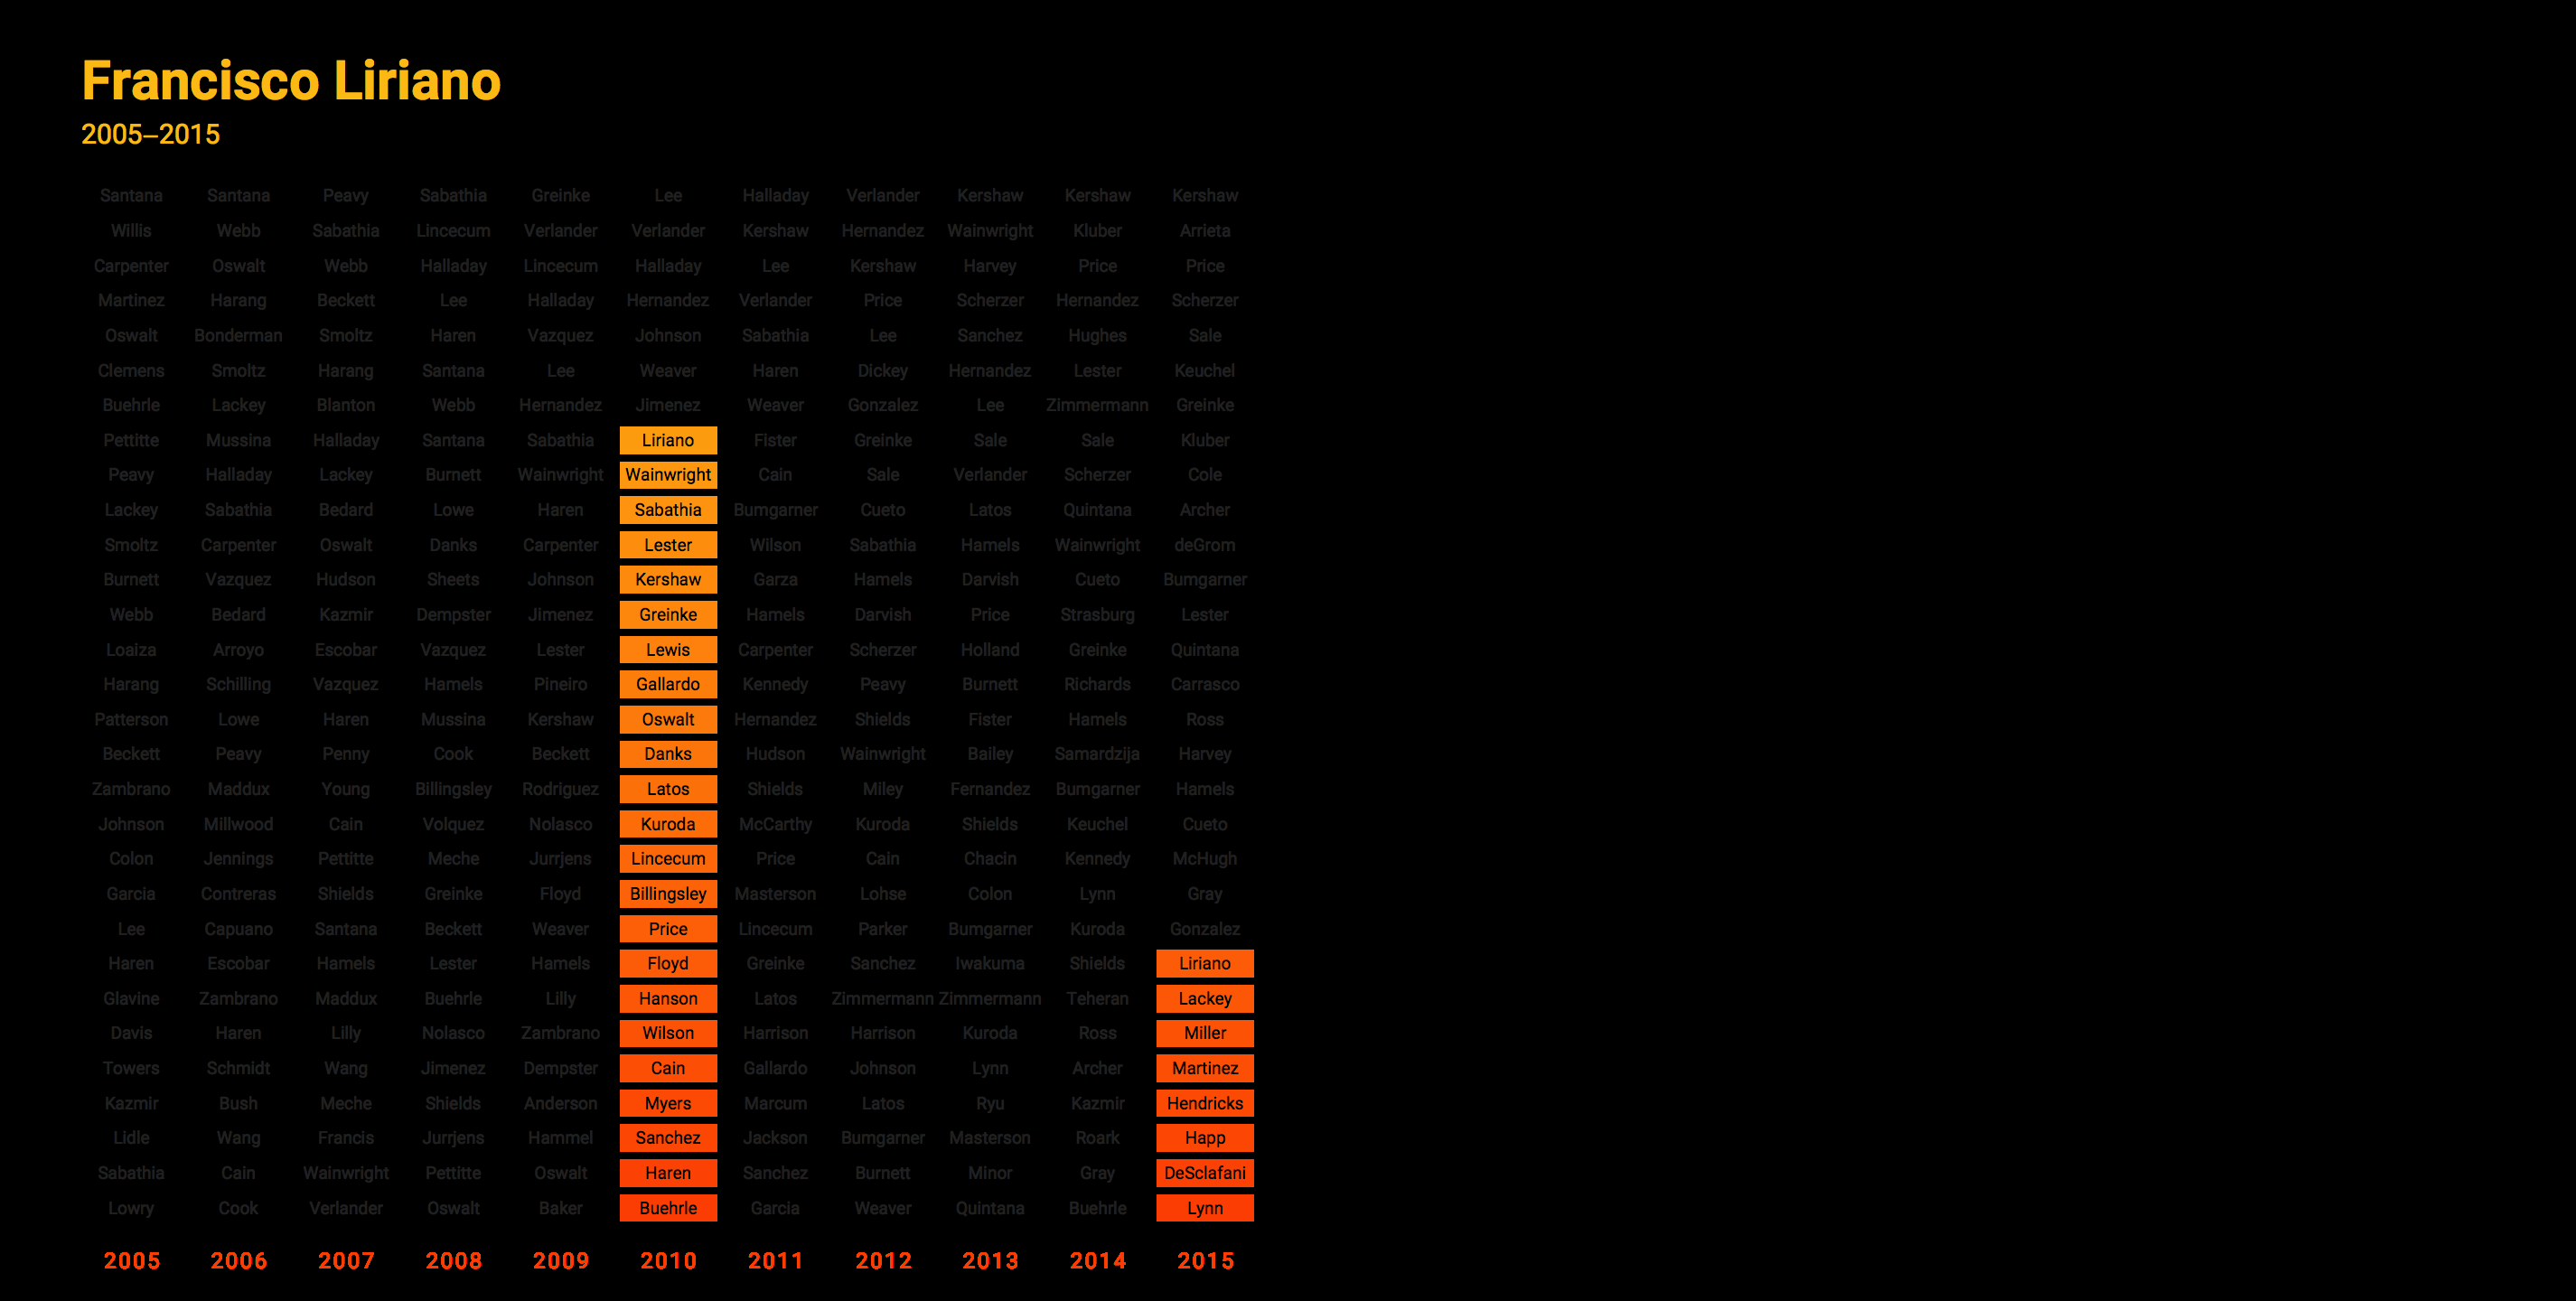 Francisco Liriano
2005–2015
Santana Santana Peavy Sabathia Greinke Lee Halladay Verlander Kershaw Kershaw Kershaw
Willis Webb Sabathia Lincecum Verlander Verlander Kershaw Hernandez Wainwright Kluber Arrieta
Carpenter Oswalt Webb Halladay Lincecum Halladay Lee Kershaw Harvey Price Price
Martinez Harang Beckett Lee Halladay Hernandez Verlander Price Scherzer Hernandez Scherzer
Oswalt Bonderman Smoltz Haren Vazquez Johnson Sabathia Lee Sanchez Hughes Sale
Clemens Smoltz Harang Santana Lee Weaver Haren Dickey Hernandez Lester Keuchel
Buehrle Lackey Blanton Webb Hernandez Jimenez Weaver Gonzalez Lee Zimmermann Greinke
Pettitte Mussina Halladay Santana Sabathia Liriano Fister Greinke Sale Sale Kluber
Peavy Halladay Lackey Burnett Wainwright Wainwright Cain Sale Verlander Scherzer Cole
Lackey Sabathia Bedard Lowe Haren Sabathia Bumgarner Cueto Latos Quintana Archer
Smoltz Carpenter Oswalt Danks Carpenter Lester Wilson Sabathia Hamels Wainwright deGrom
Burnett Vazquez Hudson Sheets Johnson Kershaw Garza Hamels Darvish Cueto Bumgarner
Webb Bedard Kazmir Dempster Jimenez Greinke Hamels Darvish Price Strasburg Lester
Loaiza Arroyo Escobar Vazquez Lester Lewis Carpenter Scherzer Holland Greinke Quintana
Harang Schilling Vazquez Hamels Pineiro Gallardo Kennedy Peavy Burnett Richards Carrasco
Patterson Lowe Haren Mussina Kershaw Oswalt Hernandez Shields Fister Hamels Ross
Beckett Peavy Penny Cook Beckett Danks Hudson Wainwright Bailey Samardzija Harvey
Zambrano Maddux Young Billingsley Rodriguez Latos Shields Miley Fernandez Bumgarner Hamels
Johnson Millwood Cain Volquez Nolasco Kuroda McCarthy Kuroda Shields Keuchel Cueto
Colon Jennings Pettitte Meche Jurrjens Lincecum Price Cain Chacin Kennedy McHugh
Garcia Contreras Shields Greinke Floyd Billingsley Masterson Lohse Colon Lynn Gray
Lee Capuano Santana Beckett Weaver Price Lincecum Parker Bumgarner Kuroda Gonzalez
Haren Escobar Hamels Lester Hamels Floyd Greinke Sanchez Iwakuma Shields Liriano
Glavine Zambrano Maddux Buehrle Lilly Hanson Latos Zimmermann Zimmermann Teheran Lackey
Davis Haren Lilly Nolasco Zambrano Wilson Harrison Harrison Kuroda Ross Miller
Towers Schmidt Wang Jimenez Dempster Cain Gallardo Johnson Lynn Archer Martinez
Kazmir Bush Meche Shields Anderson Myers Marcum Latos Ryu Kazmir Hendricks
Lidle Wang Francis Jurrjens Hammel Sanchez Jackson Bumgarner Masterson Roark Happ
Sabathia Cain Wainwright Pettitte Oswalt Haren Sanchez Burnett Minor Gray DeSclafani
Lowry Cook Verlander Oswalt Baker Buehrle Garcia Weaver Quintana Buehrle Lynn
2005 2006 2007 2008 2009 2010 2011 2012 2013 2014 2015